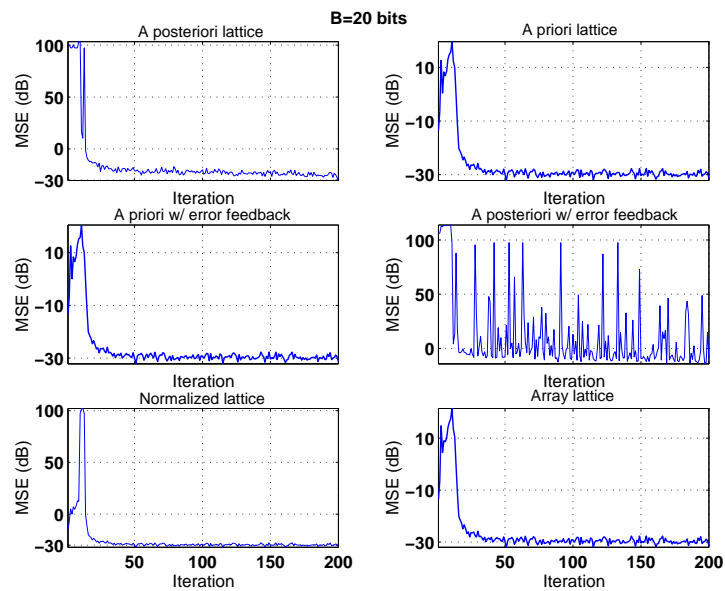 B=20 bits
A posteriori lattice
100
50
0
−30
MSE (dB)
Iteration
A priori lattice
10
−10
−30
MSE (dB)
Iteration
A priori w/ error feedback
10
−10
−30
MSE (dB)
Iteration
A posteriori w/ error feedback
100
50
0
MSE (dB)
Iteration
Normalized lattice
100
50
0
−30
MSE (dB)
50 100 150 200
Iteration
Array lattice
10
−10
−30
MSE (dB)
50 100 150 200
Iteration